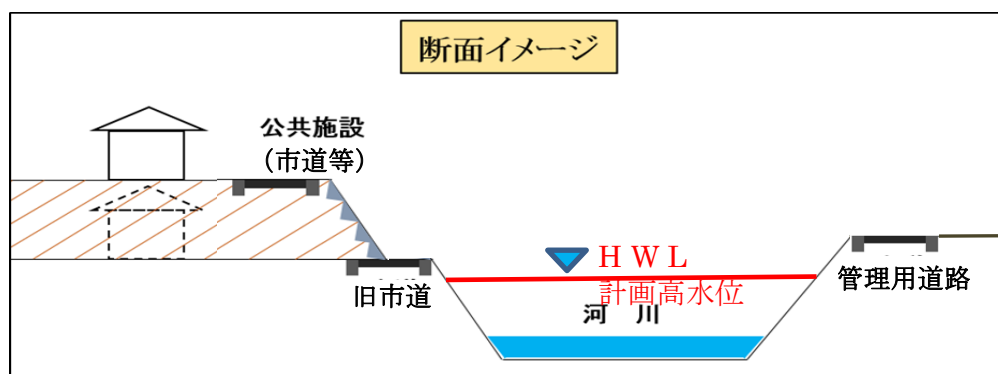 断面イメージ
公共施設
（市道等）
ＨＷＬ
計画高水位
管理用道路
旧市道
河　川